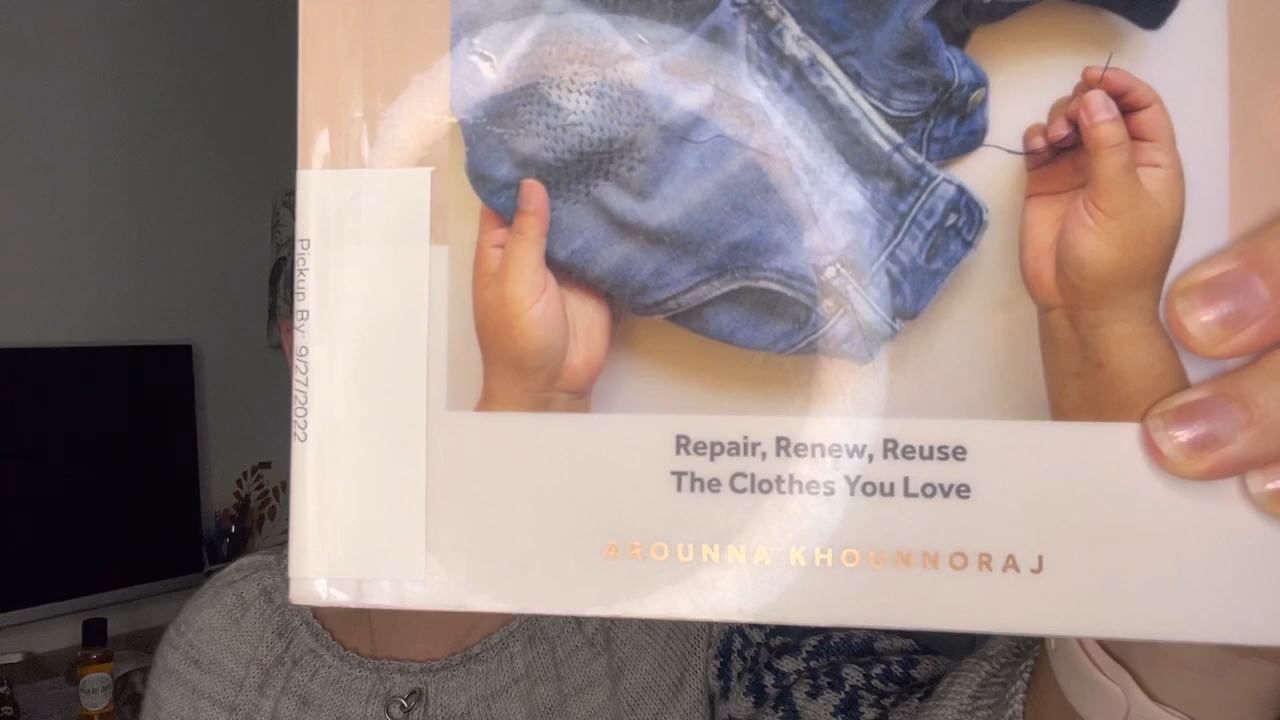 Pickup By: 9/27/2022
Repair, Renew, Reuse
The Clothes You Love
AROUNNA KHOUNNORAJ